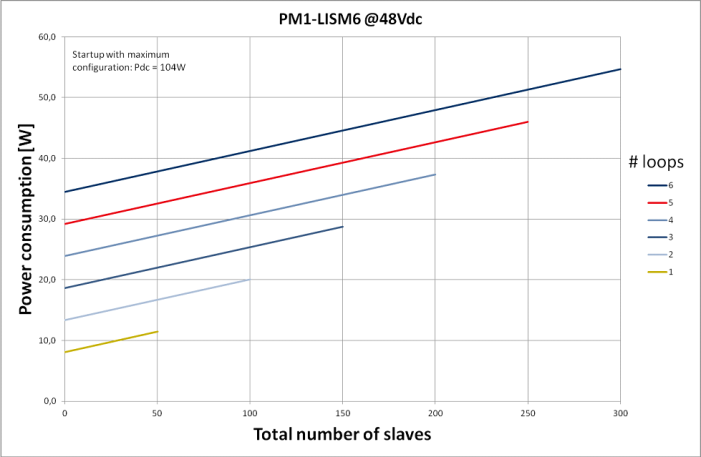 PM1-LISM6 @48Vdc
Startup with maximum
configuration: Pdc = 104W
60,0
50,0
40,0
30,0
20,0
10,0
0,0
Power consumption [W]
0 50 100 150 200 250 300
Total number of slaves
# loops
6
5
4
3
2
1